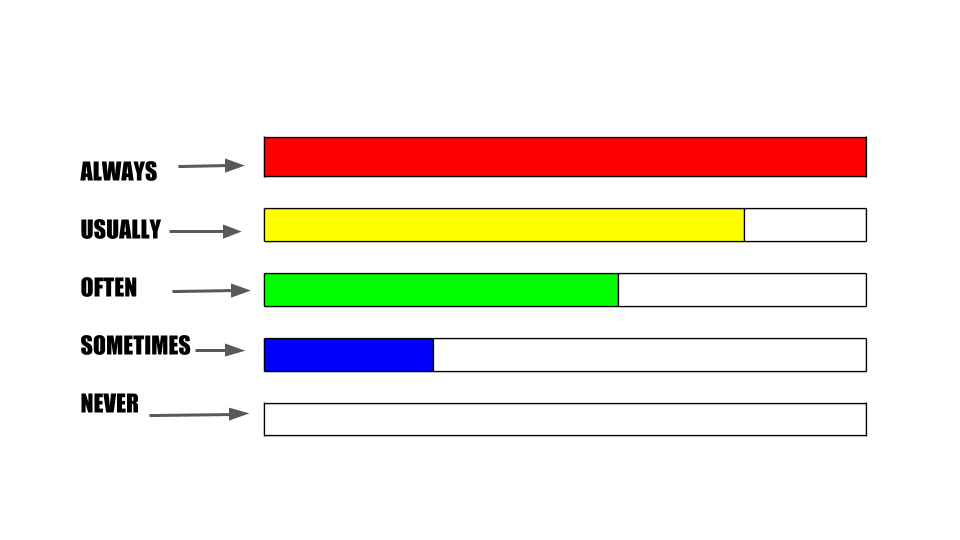 ALWAYS
USUALLY
OFTEN
SOMETIMES
NEVER